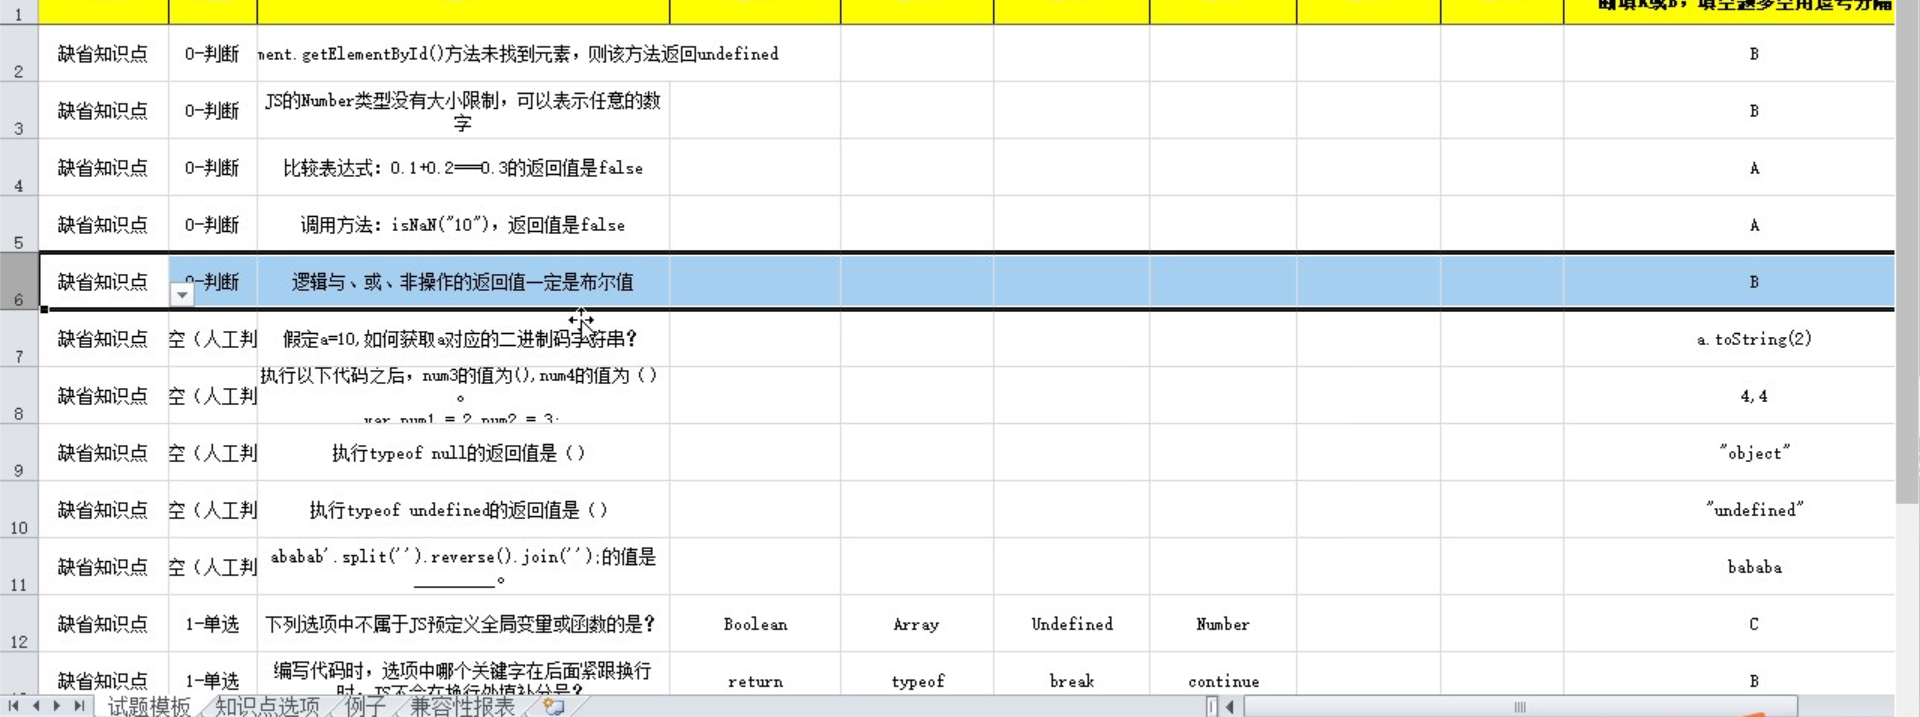 1
断填A或B，填空题多空用逗号分隔
2 缺省知识点 0-判断 ment.getElementById()方法未找到元素，则该方法返回undefined B
3 缺省知识点 0-判断 JS的Number类型没有大小限制，可以表示任意的数
字 B
4 缺省知识点 0-判断 比较表达式：0.1+0.2===0.3的返回值是false A
5 缺省知识点 0-判断 调用方法：isNaN("10")，返回值是false A
6 缺省知识点 0-判断 逻辑与、或、非操作的返回值一定是布尔值 B
7 缺省知识点 空（人工判 假定a=10,如何获取a对应的二进制码字符串？ a.toString(2)
8 缺省知识点 空（人工判 执行以下代码之后，num3的值为(),num4的值为（）
。
var num1 = 2,num2 = 3; 4,4
9 缺省知识点 空（人工判 执行typeof null的返回值是（） "object"
10 缺省知识点 空（人工判 执行typeof undefined的返回值是（） "undefined"
11 缺省知识点 空（人工判 ababab'.split('').reverse().join('');的值是
_________。 bababa
12 缺省知识点 1-单选 下列选项中不属于JS预定义全局变量或函数的是？ Boolean Array Undefined Number C
缺省知识点 1-单选 编写代码时，选项中哪个关键字在后面紧跟换行
时，JS不会在换行处填补分号？ return typeof break continue B
试题模板 知识点选项 例子 兼容性报表